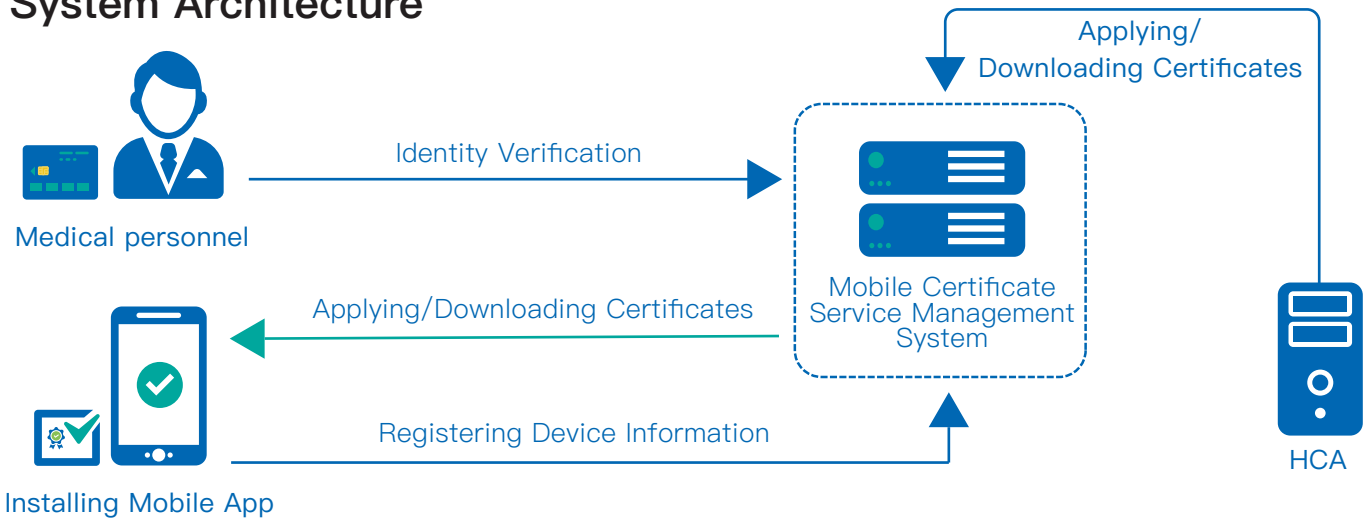 System Architecture
Applying/
Downloading Certificates
Identity Verification
Medical personnel
Mobile Certificate
Service Management
System
Applying/Downloading Certificates
Registering Device Information
HCA
Installing Mobile App